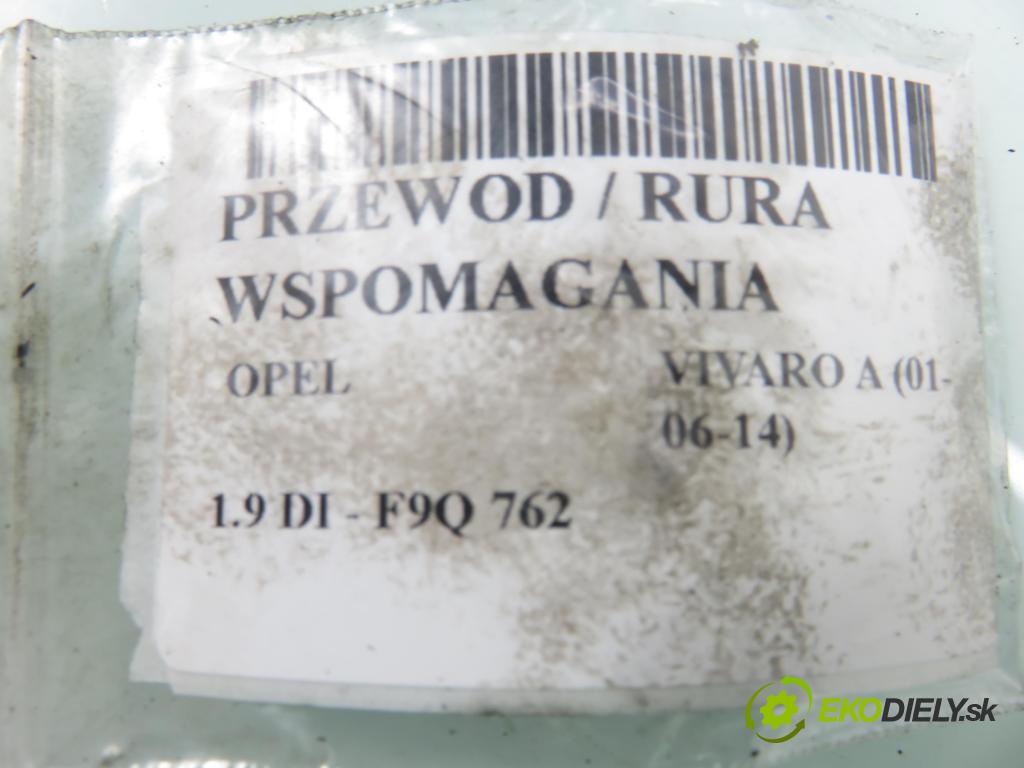 PRZEWOD / RURA
WSPOMAGANIA
OPEL
VIVARO A (01-
06-14)
1.9 DI - F9Q 762
EKODIELY.sk